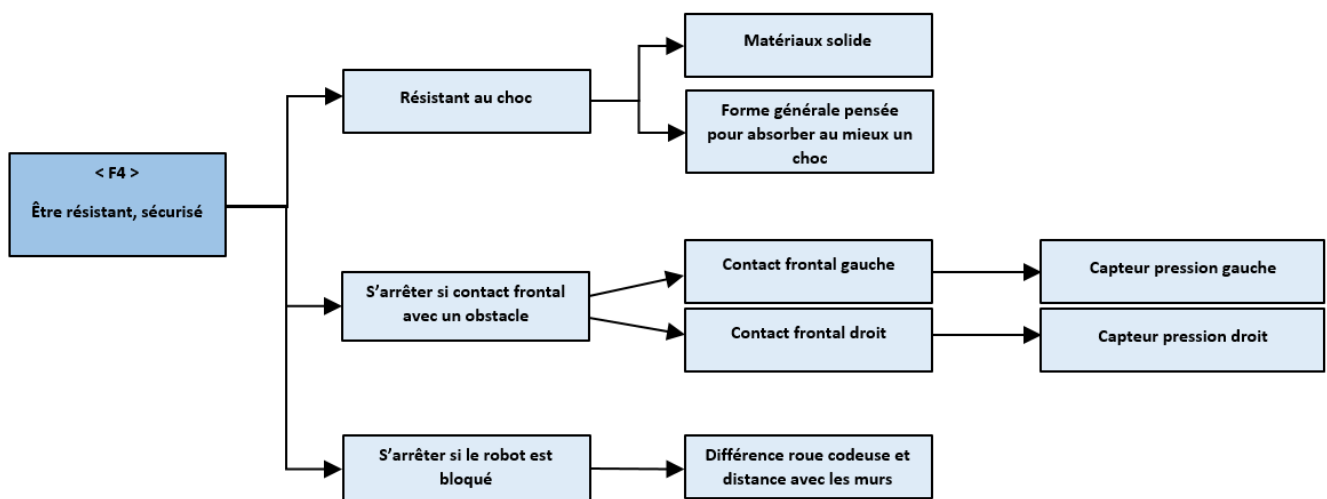 < F4 >
Être résistant, sécurisé
Résistant au choc
Matériaux solide
Forme générale pensée
pour absorber au mieux un
choc
S’arrêter si contact frontal
avec un obstacle
Contact frontal gauche
Capteur pression gauche
Contact frontal droit
Capteur pression droit
S’arrêter si le robot est
bloqué
Différence roue codeuse et
distance avec les murs